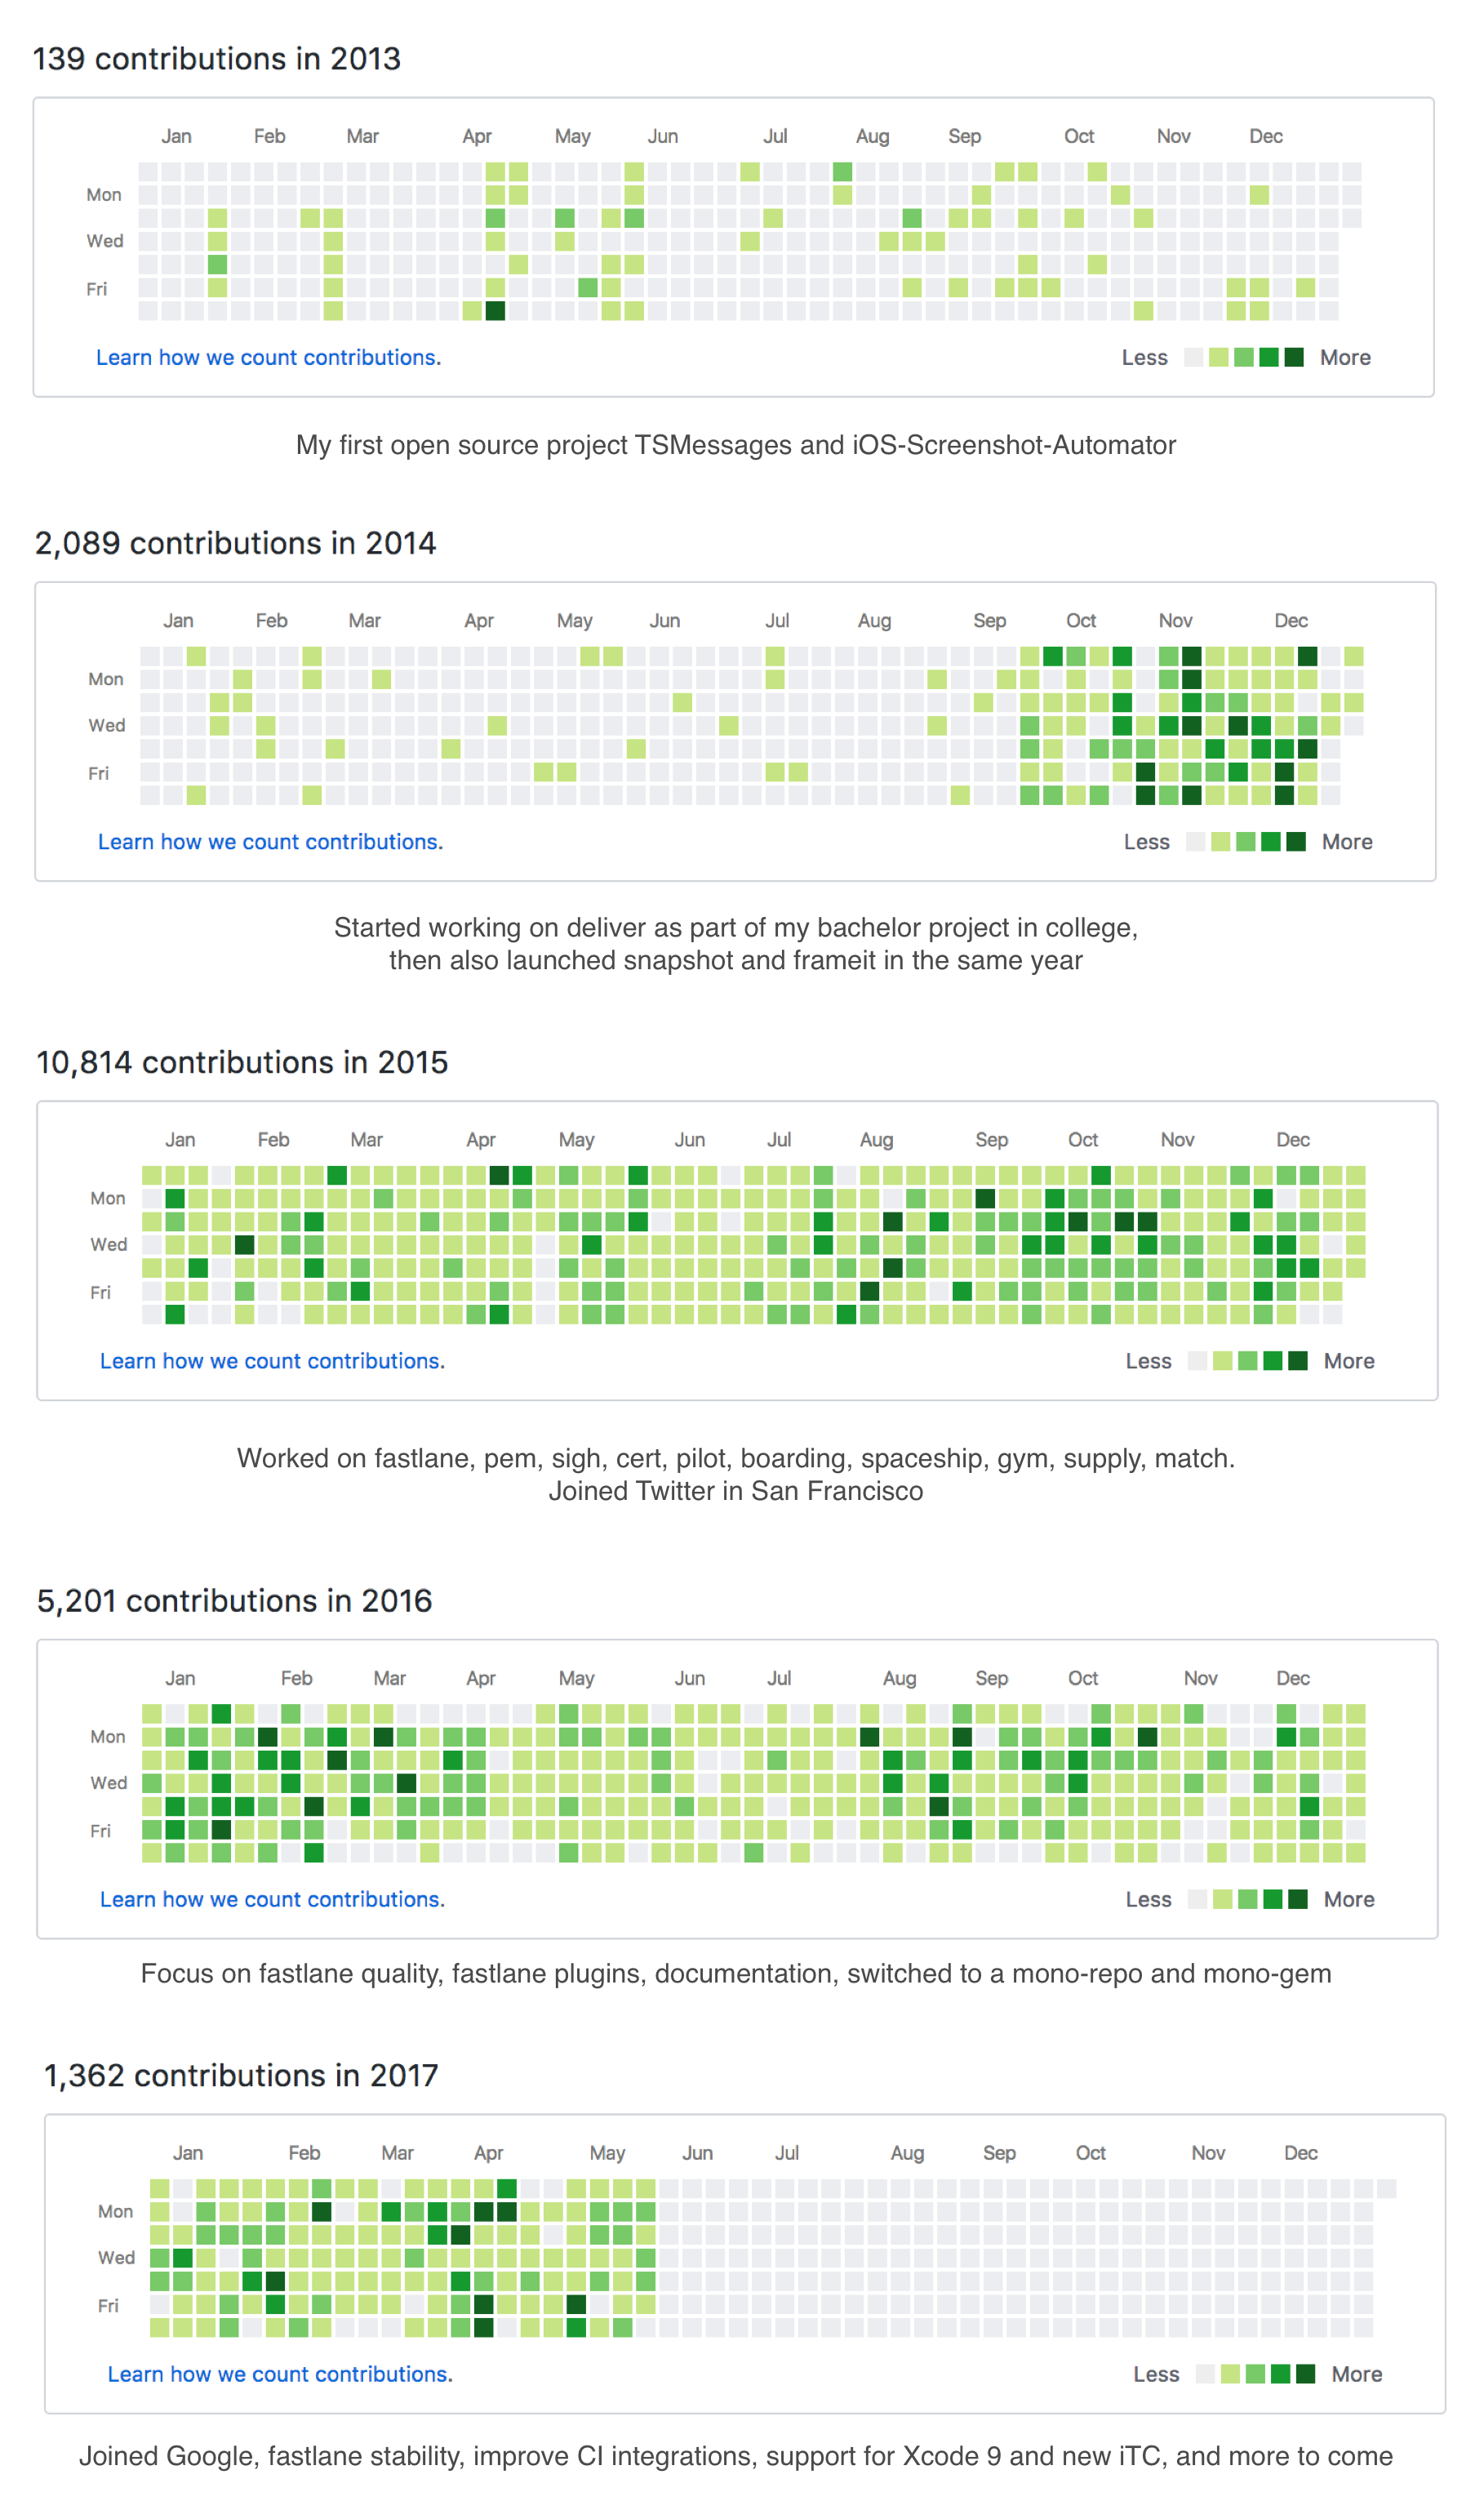 139 contributions in 2013
Jan Feb Mar Apr May Jun Jul Aug Sep Oct Nov Dec
Mon
Wed
Fri
Learn how we count contributions. Less More
My first open source project TSMessages and iOS-Screenshot-Automator
2,089 contributions in 2014
Jan Feb Mar Apr May Jun Jul Aug Sep Oct Nov Dec
Mon
Wed
Fri
Learn how we count contributions. Less More
Started working on deliver as part of my bachelor project in college,
then also launched snapshot and frameit in the same year
10,814 contributions in 2015
Jan Feb Mar Apr May Jun Jul Aug Sep Oct Nov Dec
Mon
Wed
Fri
Learn how we count contributions. Less More
Worked on fastlane, pem, sigh, cert, pilot, boarding, spaceship, gym, supply, match.
Joined Twitter in San Francisco
5,201 contributions in 2016
Jan Feb Mar Apr May Jun Jul Aug Sep Oct Nov Dec
Mon
Wed
Fri
Learn how we count contributions. Less More
Focus on fastlane quality, fastlane plugins, documentation, switched to a mono-repo and mono-gem
1,362 contributions in 2017
Jan Feb Mar Apr May Jun Jul Aug Sep Oct Nov Dec
Mon
Wed
Fri
Learn how we count contributions. Less More
Joined Google, fastlane stability, improve CI integrations, support for Xcode 9 and new iTC, and more to come